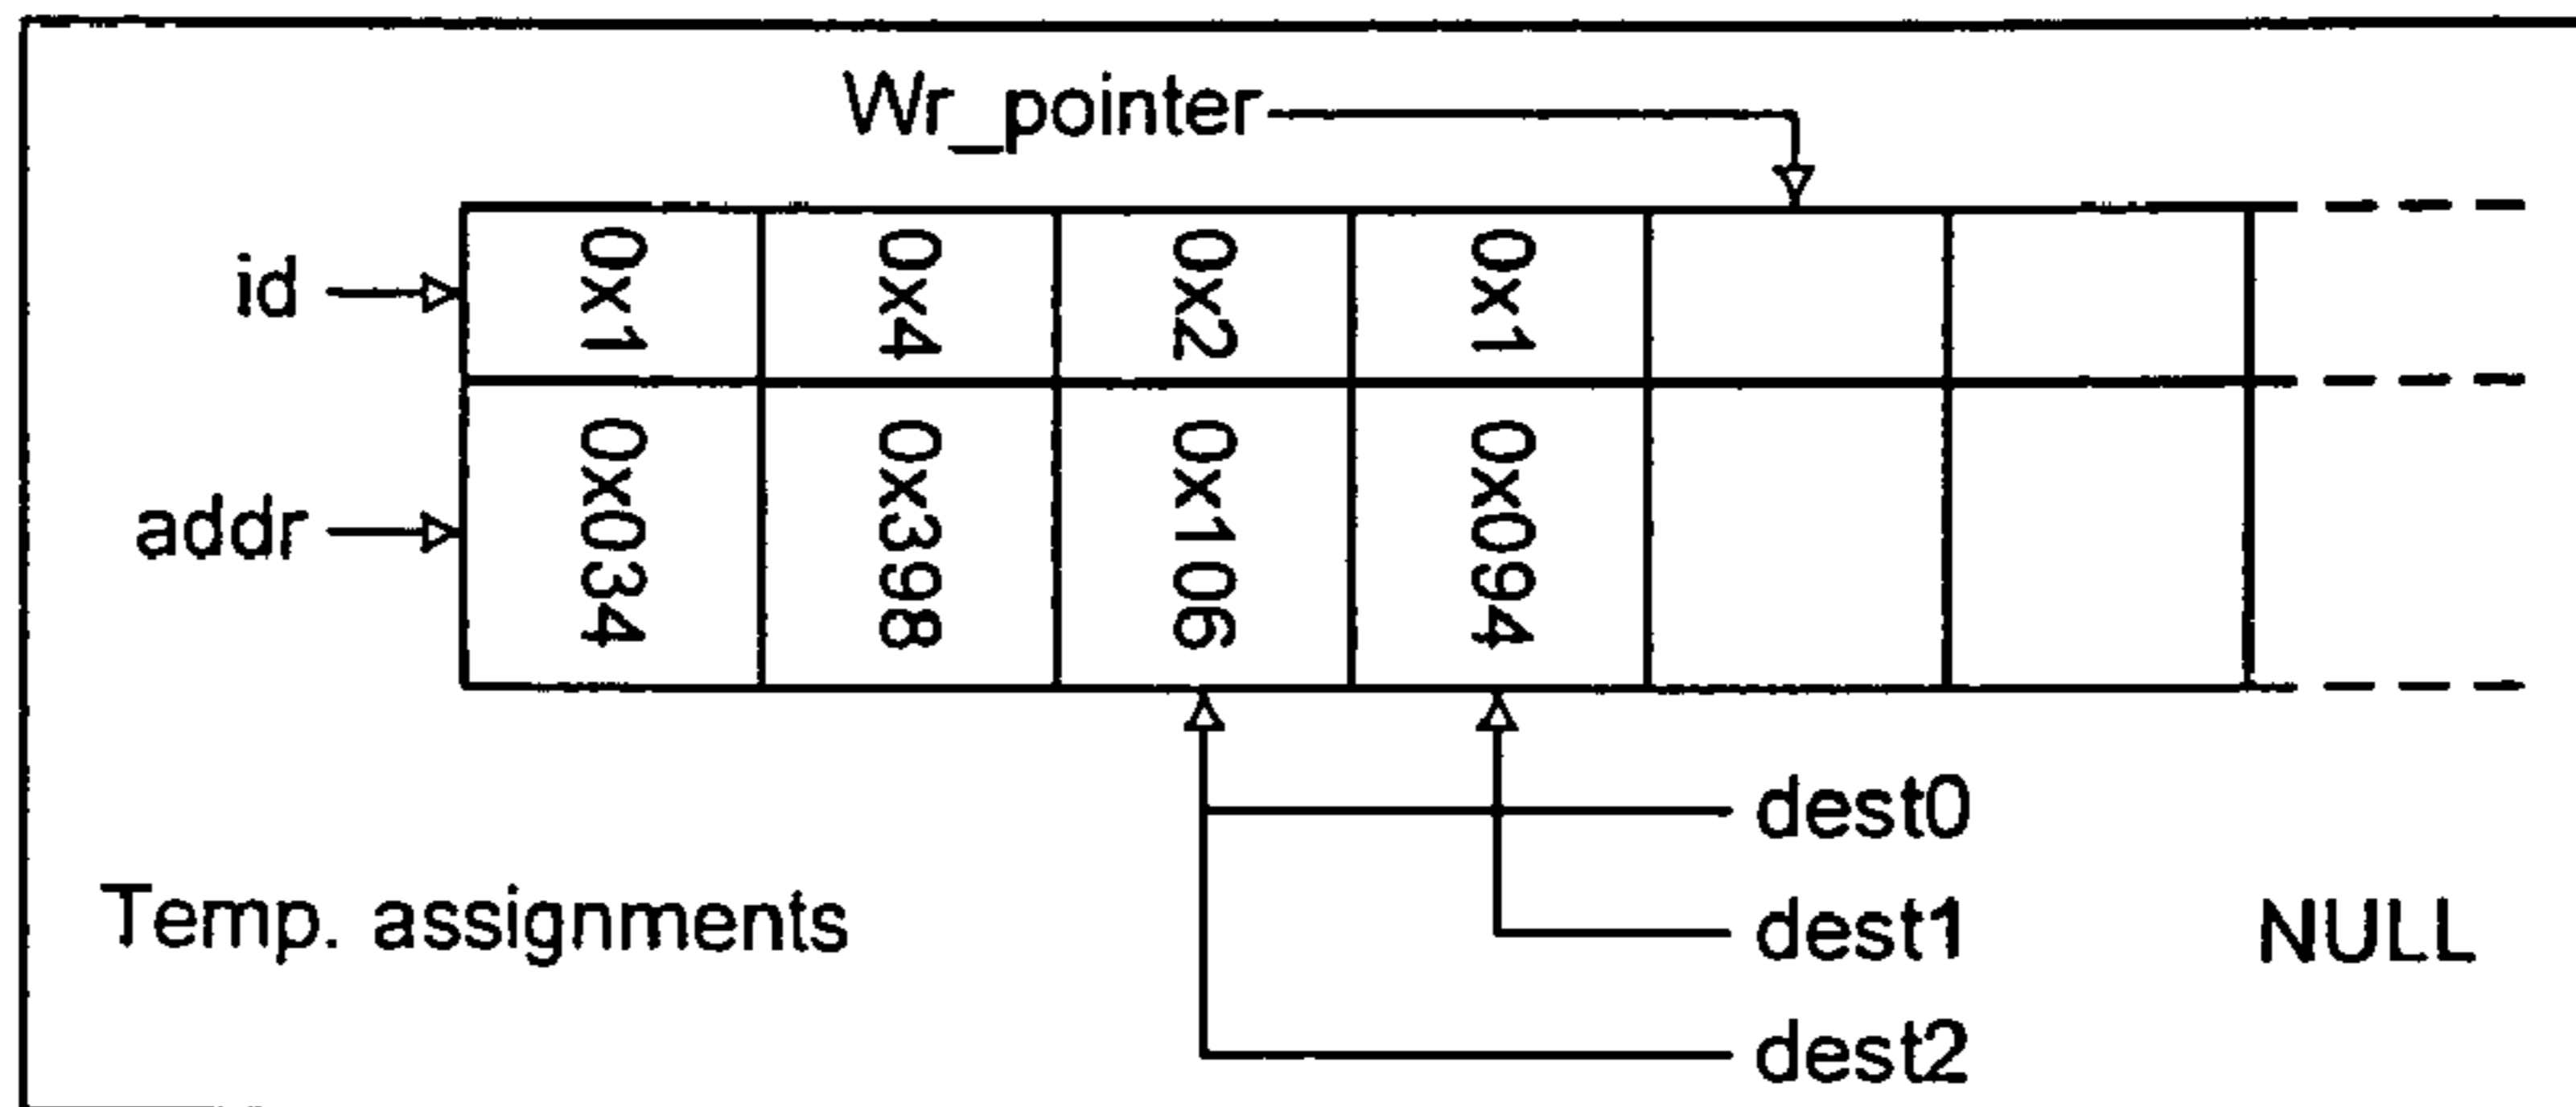 Wr_pointer
id 0x1 0x4 0x2 0x1
addr 0x034 0x398 0x106 0x094
dest0
Temp. assignments dest1 NULL
dest2